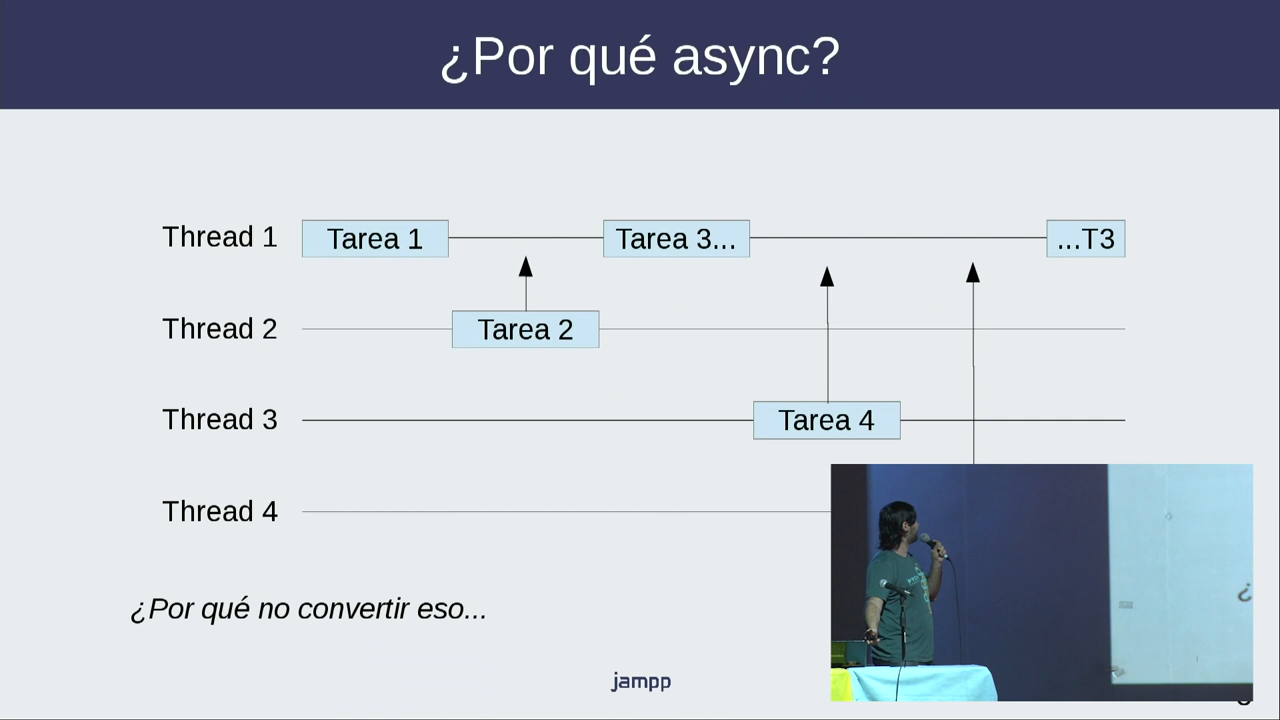 ¿Por qué async?
Thread 1
Tarea 1
Tarea 3...
...T3
Thread 2
Tarea 2
Thread 3
Tarea 4
Thread 4
¿Por qué no convertir eso...
jampp
¿